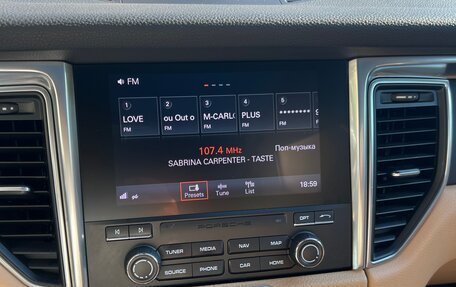 FM
1 2 3 4 5
LOVE ou Out o M-CARL PLUS ********
FM FM FM FM FM
107.4 MHz
Поп-музыка
SABRINA CARPENTER - TASTE
Presets Tune List 18:59
PORSCHE
OPT
TUNER MEDIA NAV MAP
SOURCE PHONE CAR HOME